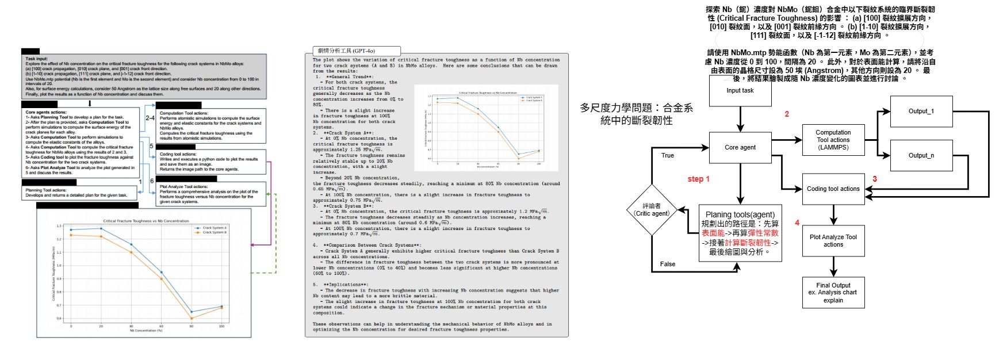 Task input:
Explore the effect of Nb concentration on the critical fracture toughness for the following crack systems in NbMo alloys:
(a) [100] crack propagation, [010] crack plane, and [001] crack front direction.
(b) [1-10] crack propagation, [111] crack plane, and [-1-12] crack front direction.
Use NbMo.mtp potential (Nb is the first element and Mo is the second element) and consider Nb concentration from 0 to 100 in
intervals of 20.
Also, for surface energy calculations, consider 50 Angstrom as the lattice size along free surfaces and 20 along other directions.
Finally, plot the results as a function of Nb concentration and discuss them.
Core agents actions:
1- Asks Planning Tool to develop a plan for the task.
2- After the plan is provided, asks Computation Tool to
perform simulations to compute the surface energy of the
crack planes for each alloy.
3- Asks Computation Tool to perform simulations to
compute the elastic constants of the alloys.
4- Asks Computation Tool to compute the critical fracture
toughness for NbMo alloys using the results of 2 and 3.
5- Asks Coding tool to plot the fracture toughness against
Nb concentration for the two crack systems.
6- Asks Plot Analyze Tool to analyze the plot generated in
5 and discuss the results.
2-4
5
1
6
Computation Tool actions:
Performs atomistic simulations to compute the surface
energy and elastic constants for the crack systems and
NbMo alloys.
Computes the critical fracture toughness using the
results from atomistic simulations.
Coding tool actions:
Writes and executes a python code to plot the results
and save them as an image.
Returns the image path to the core agents.
Planning Tool actions:
Develops and returns a detailed plan for the given task.
Plot Analyze Tool actions:
Performs a comprehensive analysis on the plot of the
fracture toughness versus Nb concentration for the
given crack systems.
Critical Fracture Toughness vs Nb Concentration
Crack System A
Crack System B
Critical Fracture Toughness (MPa√m)
1.3
1.2
1.1
1.0
0.9
0.8
0.7
0.6
0
20
40
60
80
100
Nb Concentration (%)
劇情分析工具 (GPT-4o)
The plot shows the variation of critical fracture toughness as a function of Nb concentration
for two crack systems (A and B) in NbMo alloys. Here are some conclusions that can be drawn
from the results:
1. **General Trend**:
- For both crack systems, the
critical fracture toughness
generally decreases as the Nb
concentration increases from 0% to
80%.
- There is a slight increase
in fracture toughness at 100%
Nb concentration for both crack
systems.
2. **Crack System A**:
- At 0% Nb concentration, the
critical fracture toughness is
approximately 1.25 MPa√m.
- The fracture toughness remains
relatively stable up to 20% Nb
concentration, with a slight
increase.
- Beyond 20% Nb concentration,
the fracture toughness decreases steadily, reaching a minimum at 80% Nb concentration (around
0.65 MPa√m).
- At 100% Nb concentration, there is a slight increase in fracture toughness to
approximately 0.75 MPa√m.
3. **Crack System B**:
- At 0% Nb concentration, the critical fracture toughness is approximately 1.2 MPa√m.
- The fracture toughness decreases steadily as Nb concentration increases, reaching a
minimum at 80% Nb concentration (around 0.6 MPa√m).
- At 100% Nb concentration, there is a slight increase in fracture toughness to
approximately 0.7 MPa√m.
4. **Comparison Between Crack Systems**:
- Crack System A generally exhibits higher critical fracture toughness than Crack System B
across all Nb concentrations.
- The difference in fracture toughness between the two crack systems is more pronounced at
lower Nb concentrations (0% to 40%) and becomes less significant at higher Nb concentrations
(60% to 100%).
5. **Implications**:
- The decrease in fracture toughness with increasing Nb concentration suggests that higher
Nb content may lead to a more brittle material.
- The slight increase in fracture toughness at 100% Nb concentration for both crack
systems could indicate a change in the fracture mechanism or material properties at this
composition.
These observations can help in understanding the mechanical behavior of NbMo alloys and in
optimizing the Nb concentration for desired fracture toughness properties.
Critical Fracture Toughness vs Nb Concentration
Crack System A
Crack System B
Nb Concentration (%)
探索 Nb（鈮）濃度對 NbMo（鈮鉬）合金中以下裂紋系統的臨界斷裂韌
性 (Critical Fracture Toughness) 的影響 ： (a) [100] 裂紋擴展方向，
[010] 裂紋面，以及 [001] 裂紋前緣方向 。 (b) [1-10] 裂紋擴展方向，
[111] 裂紋面，以及 [-1-12] 裂紋前緣方向 。
請使用 NbMo.mtp 勢能函數（Nb 為第一元素，Mo 為第二元素），並考
慮 Nb 濃度從 0 到 100，間隔為 20 。 此外，對於表面能計算，請將沿自
由表面的晶格尺寸設為 50 埃 (Angstrom)，其他方向則設為 20 。 最
後，將結果繪製成隨 Nb 濃度變化的圖表並進行討論 。
Input task
多尺度力學問題：合金系
統中的斷裂韌性
2
Core agent
True
step 1
Computation
Tool actions
(LAMMPS)
Output_1
Output_n
3
Coding tool actions
評論者
（Critic agent）
Planing tools(agent)
規劃出的路徑是：先算
表面能->再算彈性常數
->接著計算斷裂韌性->
最後繪圖與分析。
False
4
Plot Analyze Tool
actions
Final Output
ex. Analysis chart
explain